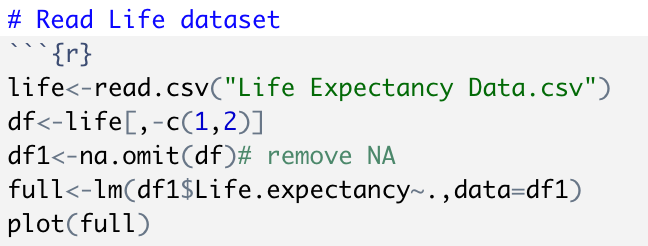 # Read Life dataset
```{r}
life<-read.csv("Life Expectancy Data.csv")
df<-life[,-c(1,2)]
df1<-na.omit(df)# remove NA
full<-lm(df1$Life.expectancy~.,data=df1)
plot(full)